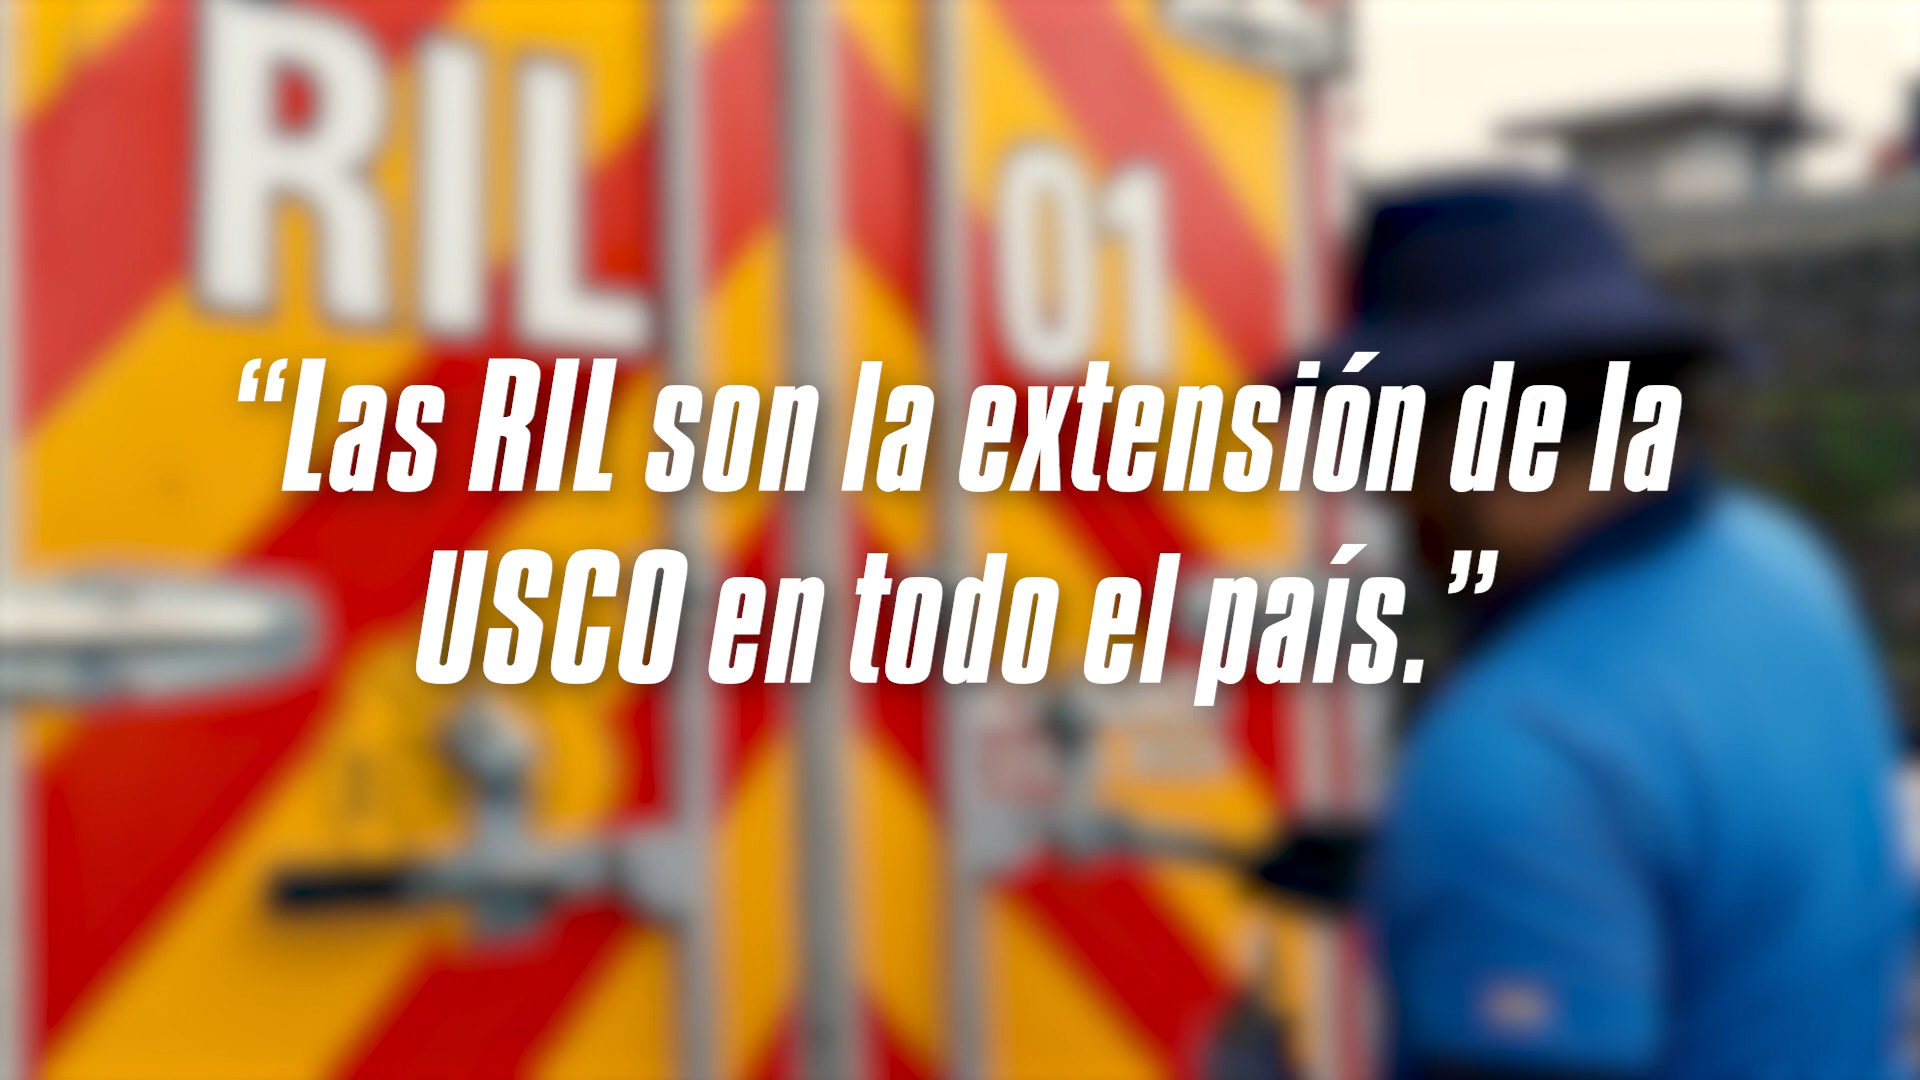 RIL
01
“Las RIL son la extensión de la
USCO en todo el país.”